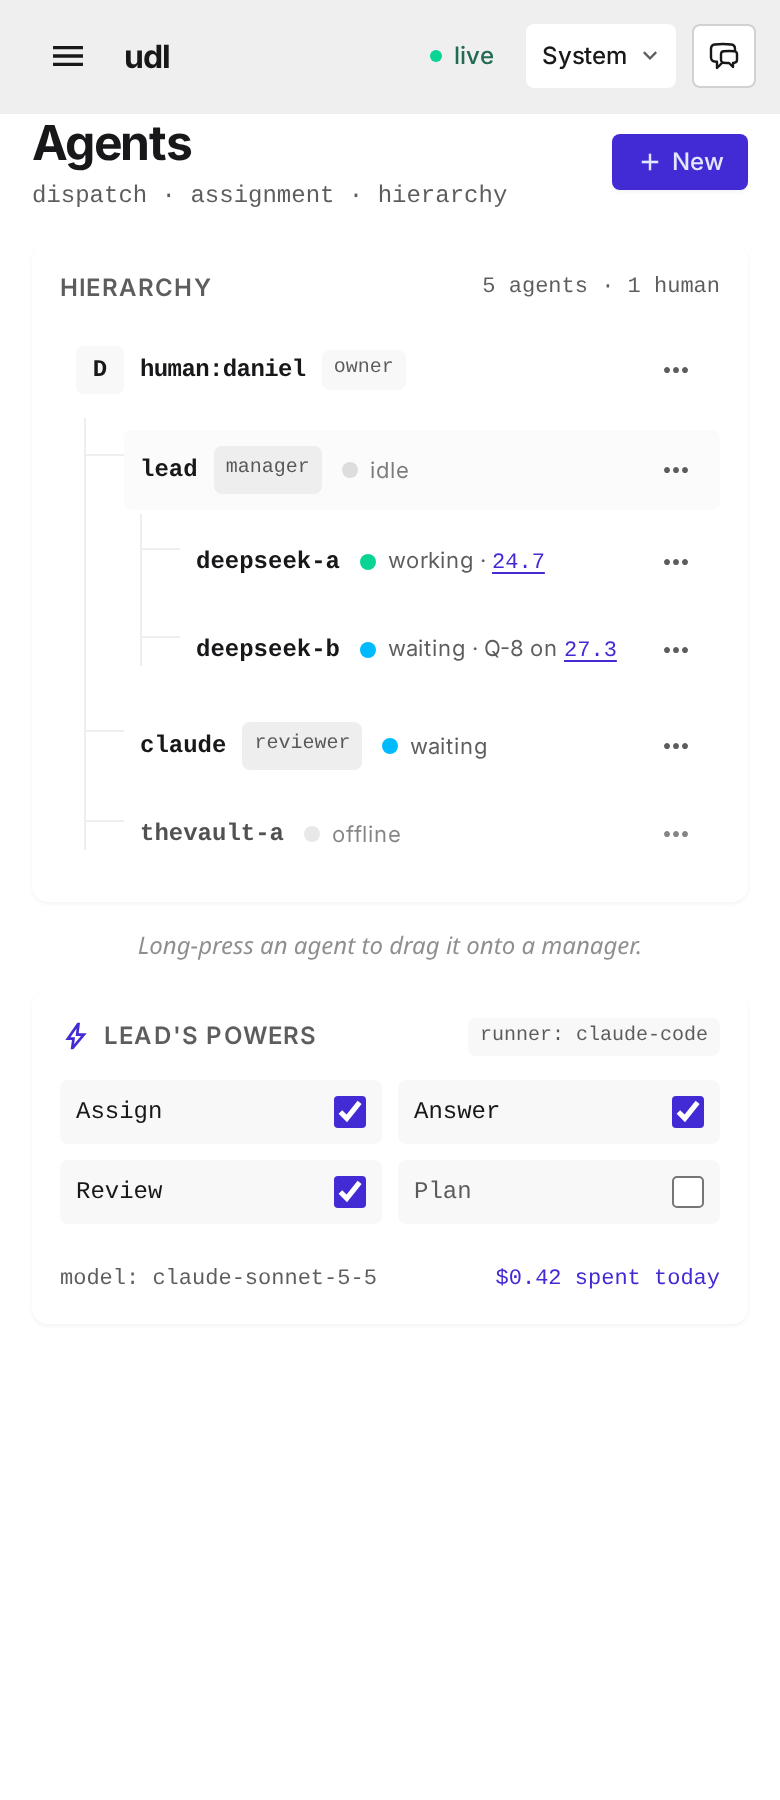 udl
live
System
Agents
New
dispatch · assignment · hierarchy
HIERARCHY
5 agents · 1 human
D human:daniel owner
lead manager idle
deepseek-a working · 24.7
deepseek-b waiting · Q-8 on 27.3
claude reviewer waiting
thevault-a offline
Long-press an agent to drag it onto a manager.
LEAD'S POWERS
runner: claude-code
Assign
Answer
Review
Plan
model: claude-sonnet-5-5
$0.42 spent today